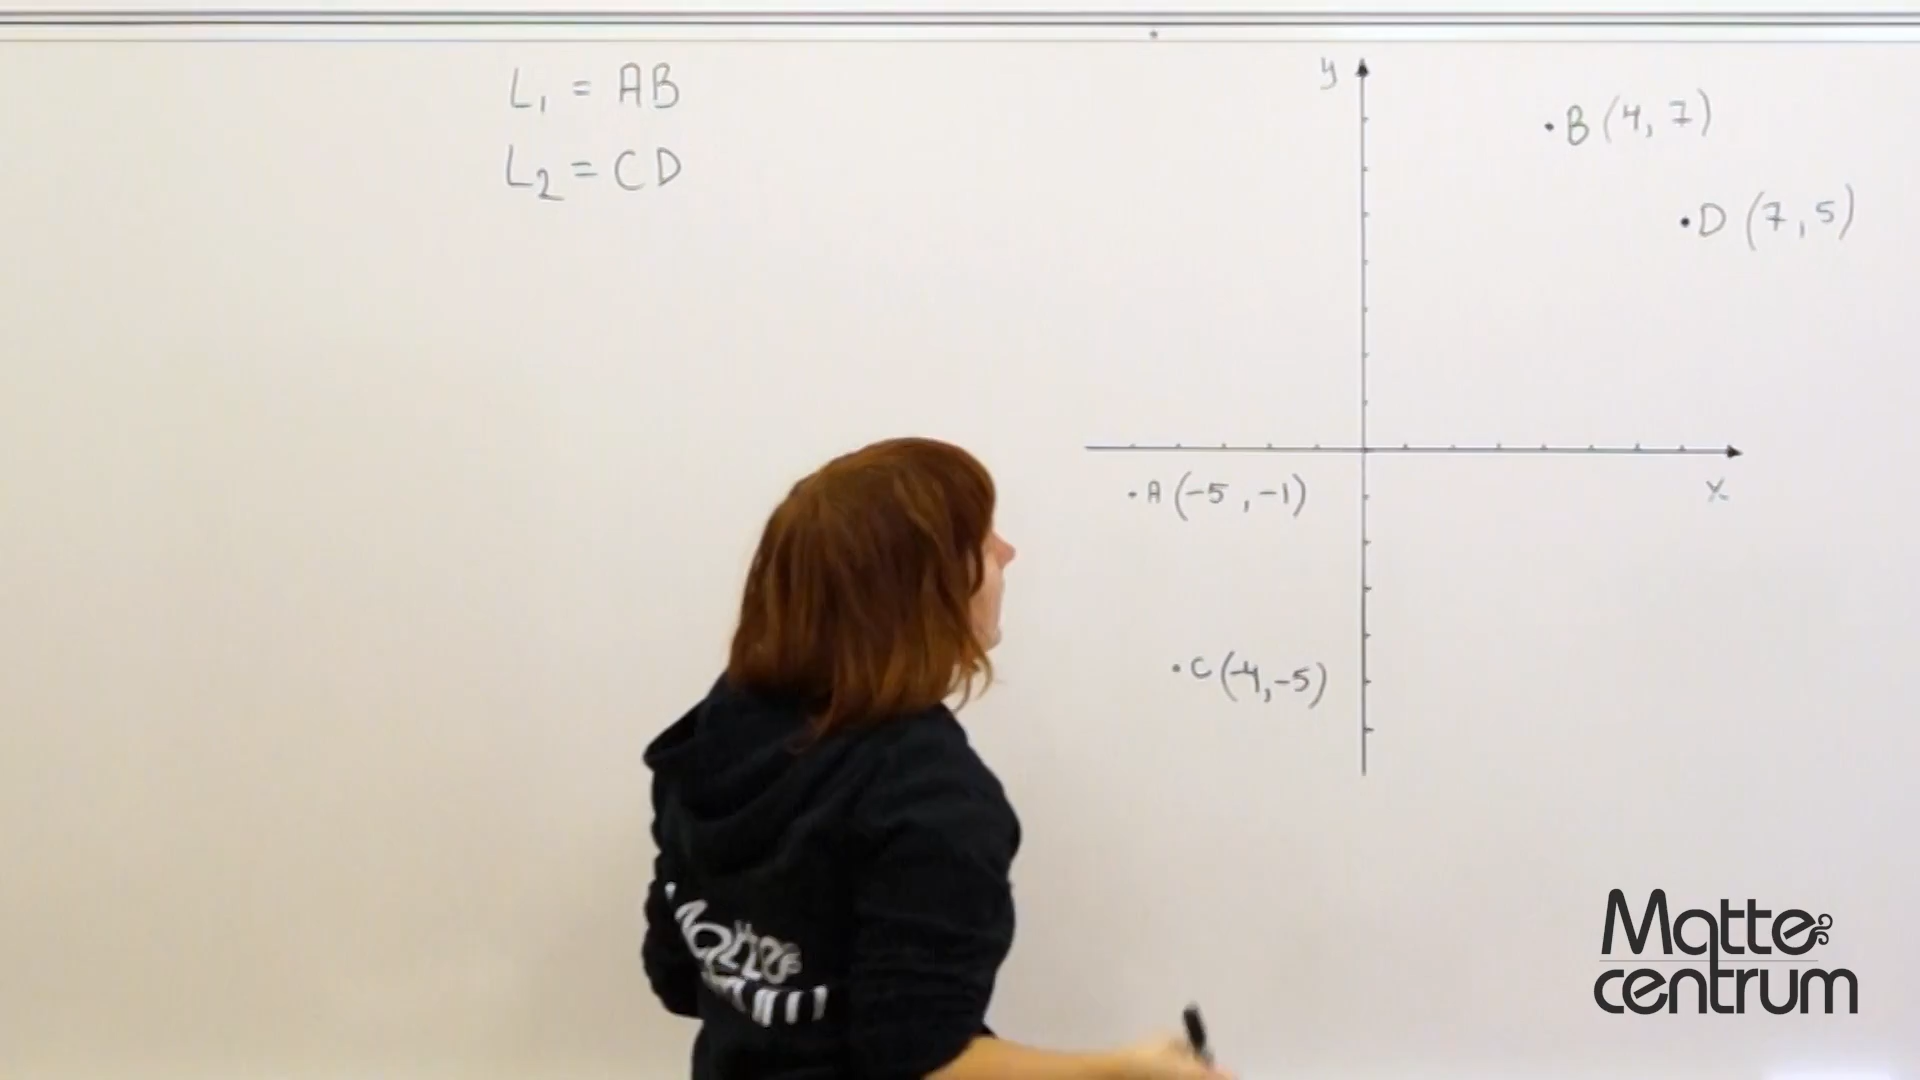 L₁ = AB
L₂ = CD
y
B (4, 7)
D (7, 5)
x
A (-5, -1)
C (-4, -5)
Matte
centrum